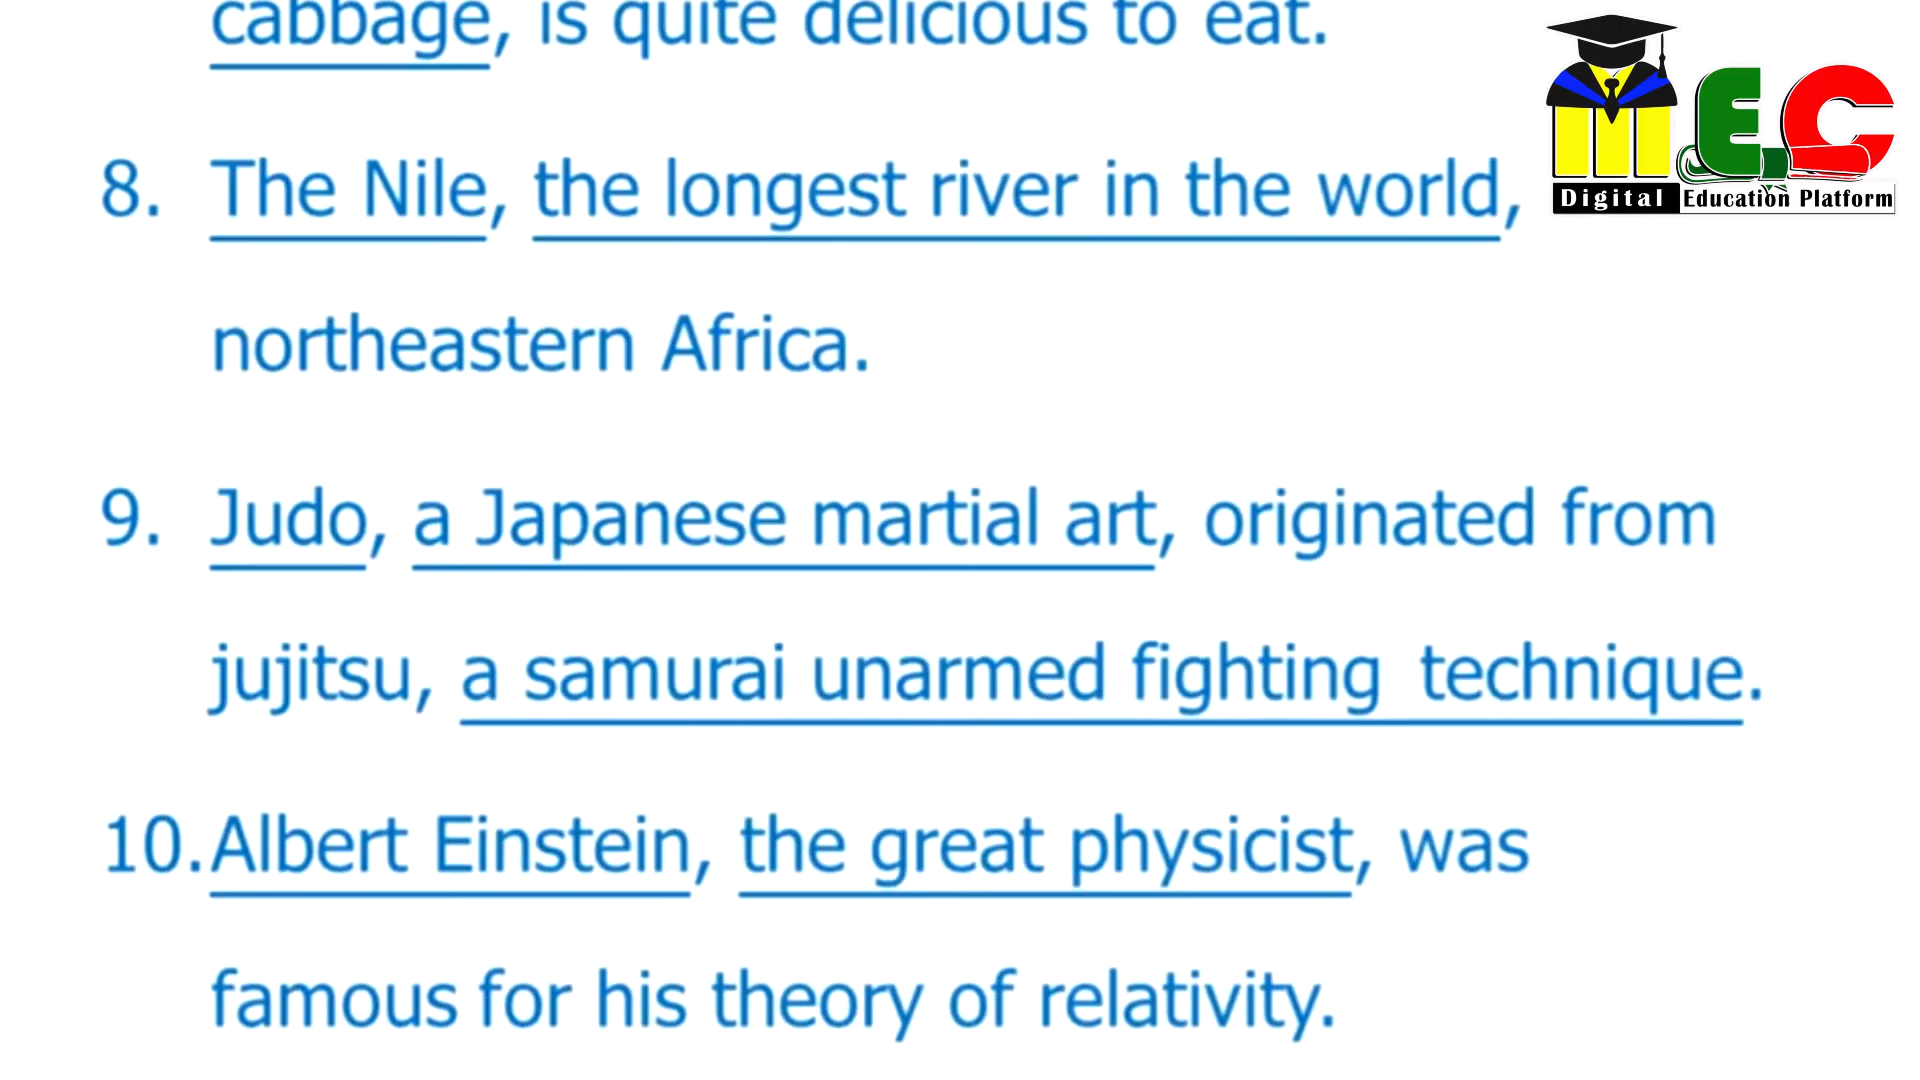 cabbage, is quite delicious to eat.
8. The Nile, the longest river in the world,
northeastern Africa.
9. Judo, a Japanese martial art, originated from
jujitsu, a samurai unarmed fighting technique.
10. Albert Einstein, the great physicist, was
famous for his theory of relativity.
MEC
Digital Education Platform